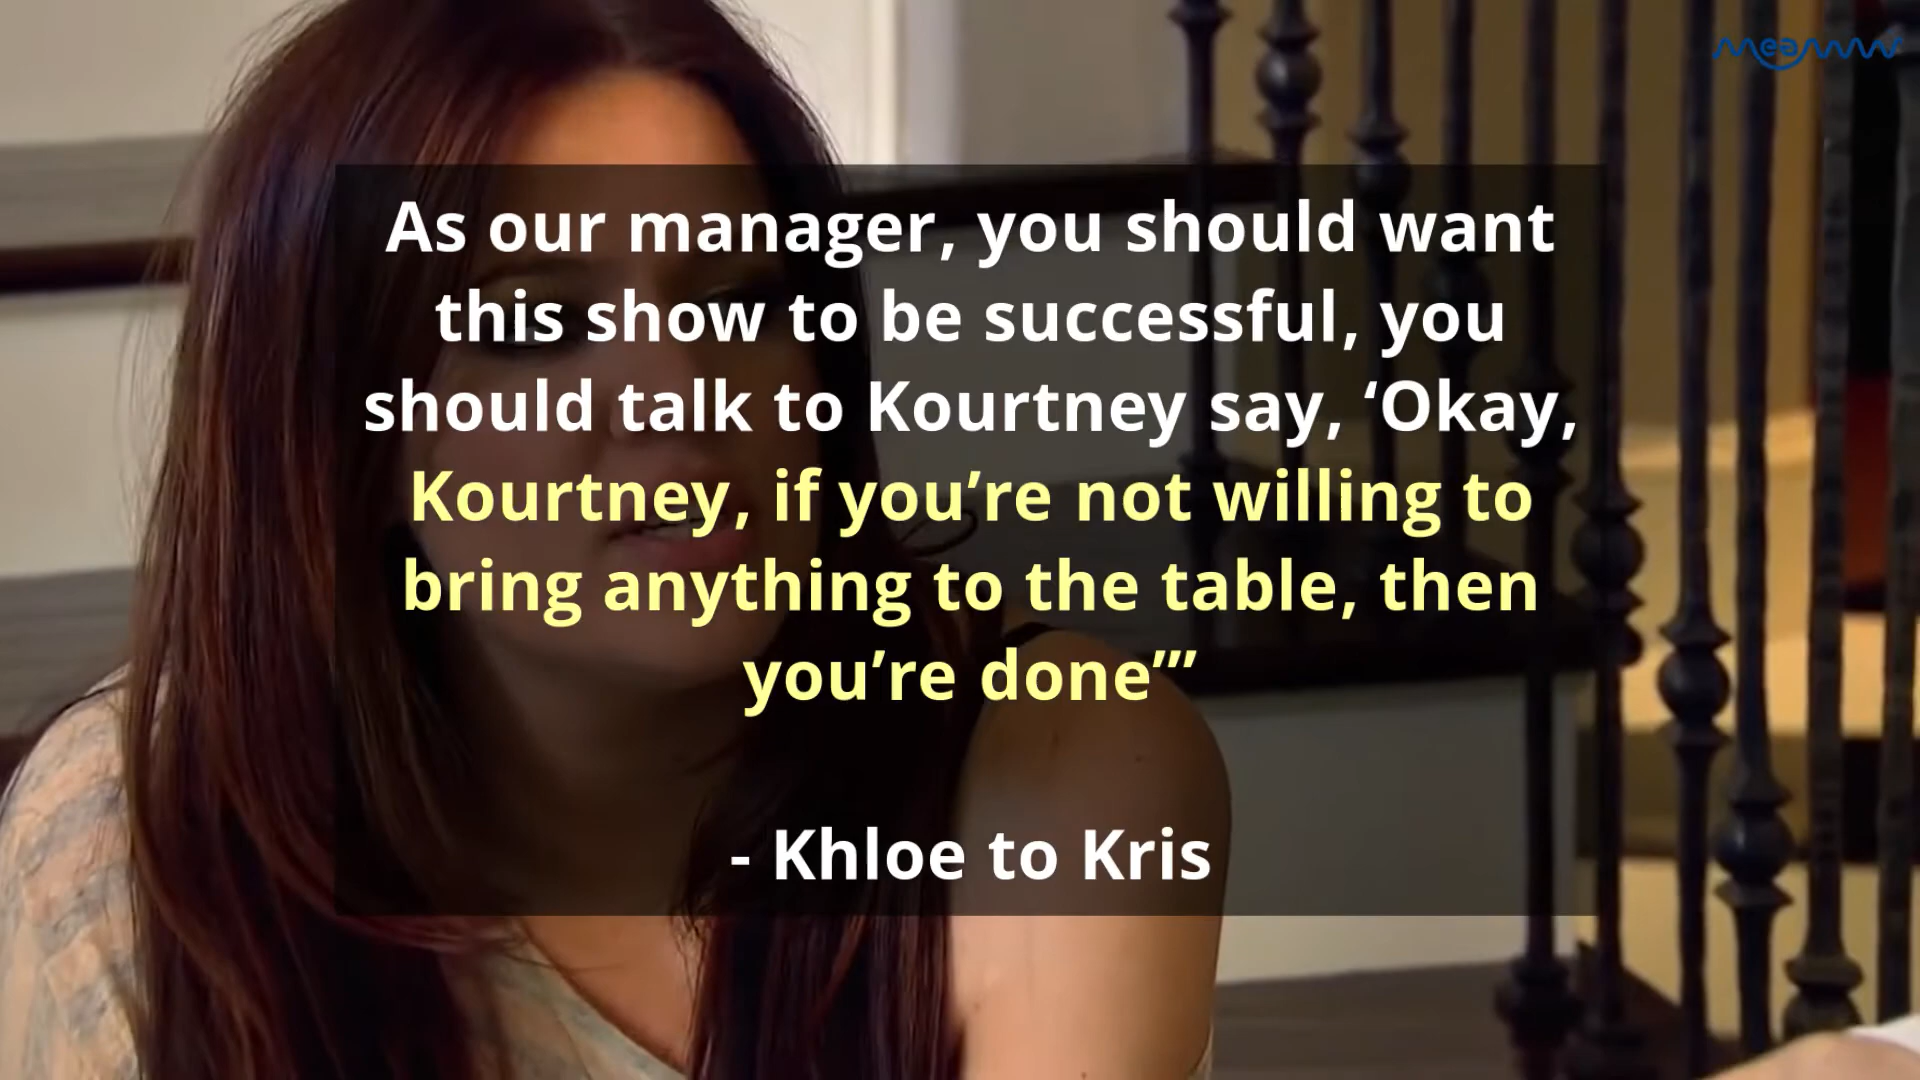 MEAWW
As our manager, you should want
this show to be successful, you
should talk to Kourtney say, ‘Okay,
Kourtney, if you’re not willing to
bring anything to the table, then
you’re done’”
- Khloe to Kris